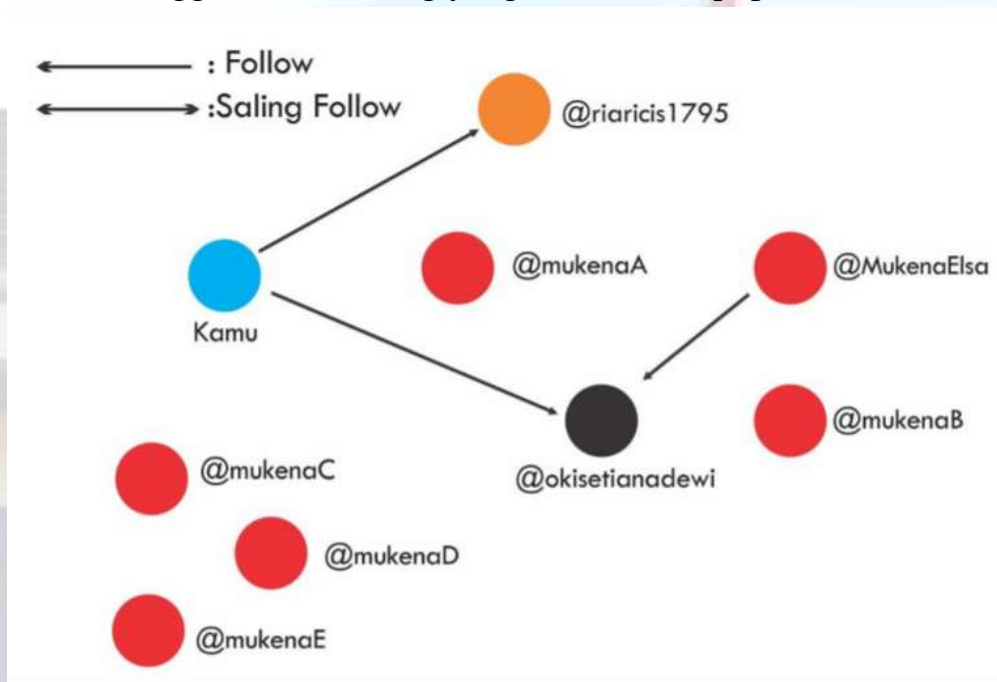 : Follow
:Saling Follow
@riaricis1795
@mukenaA
@MukenaElsa
Kamu
@mukenaB
@okisetianadewi
@mukenaC
@mukenaD
@mukenaE